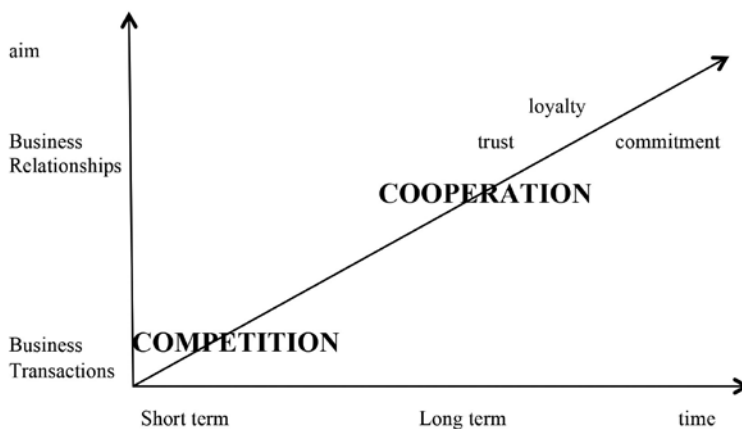 aim
loyalty
Business
Relationships
trust
commitment
COOPERATION
Business
Transactions
COMPETITION
Short term
Long term
time